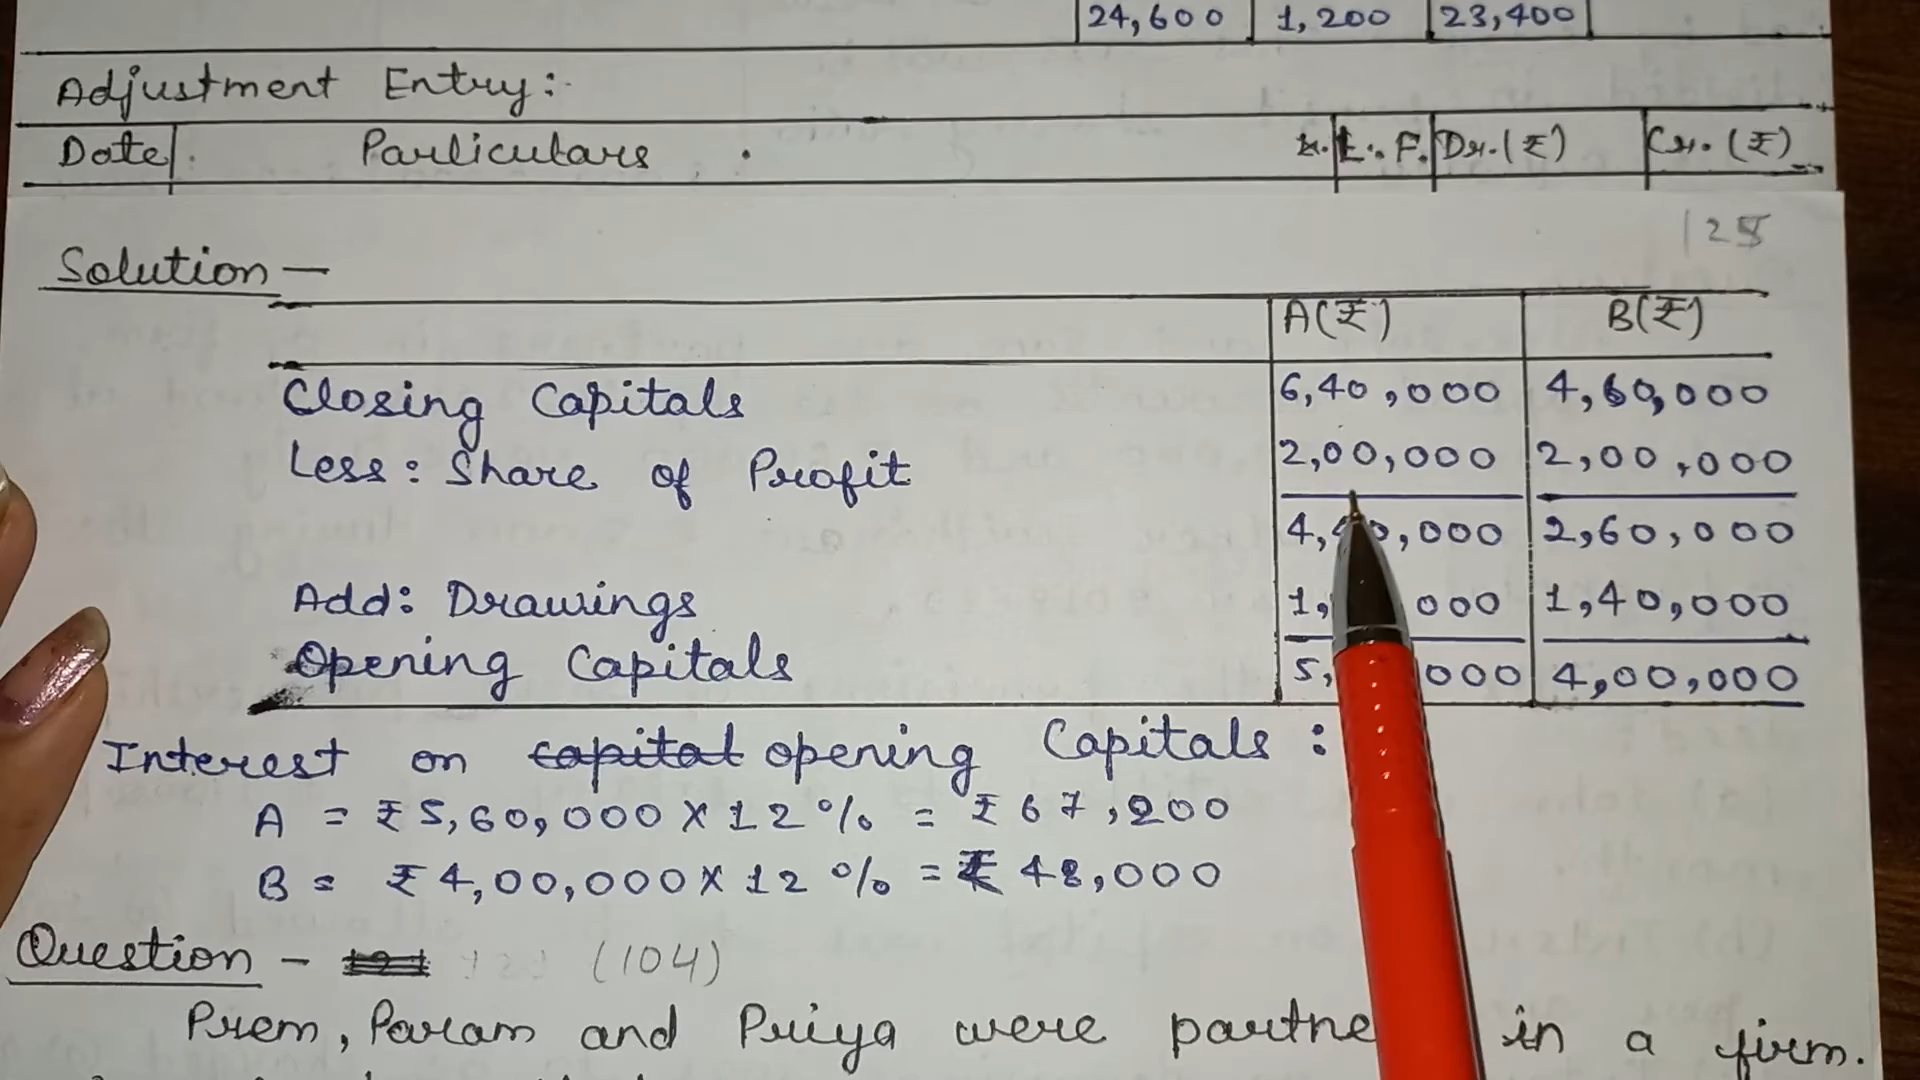 24,600 1,200 23,400
Adjustment Entry:-
Date Particulars L.F. Dr.(₹) Cr.(₹)
125
Solution —
A(₹) B(₹)
Closing Capitals 6,40,000 4,60,000
Less: Share of Profit 2,00,000 2,00,000
4, 0,000 2,60,000
Add: Drawings 1, 000 1,40,000
Opening Capitals 5, 000 4,00,000
Interest on capital opening Capitals :
A = ₹5,60,000 X 12% = ₹67,200
B = ₹4,00,000 X 12% = ₹48,000
Question - (104)
Prem, Param and Priya were partne in a firm.